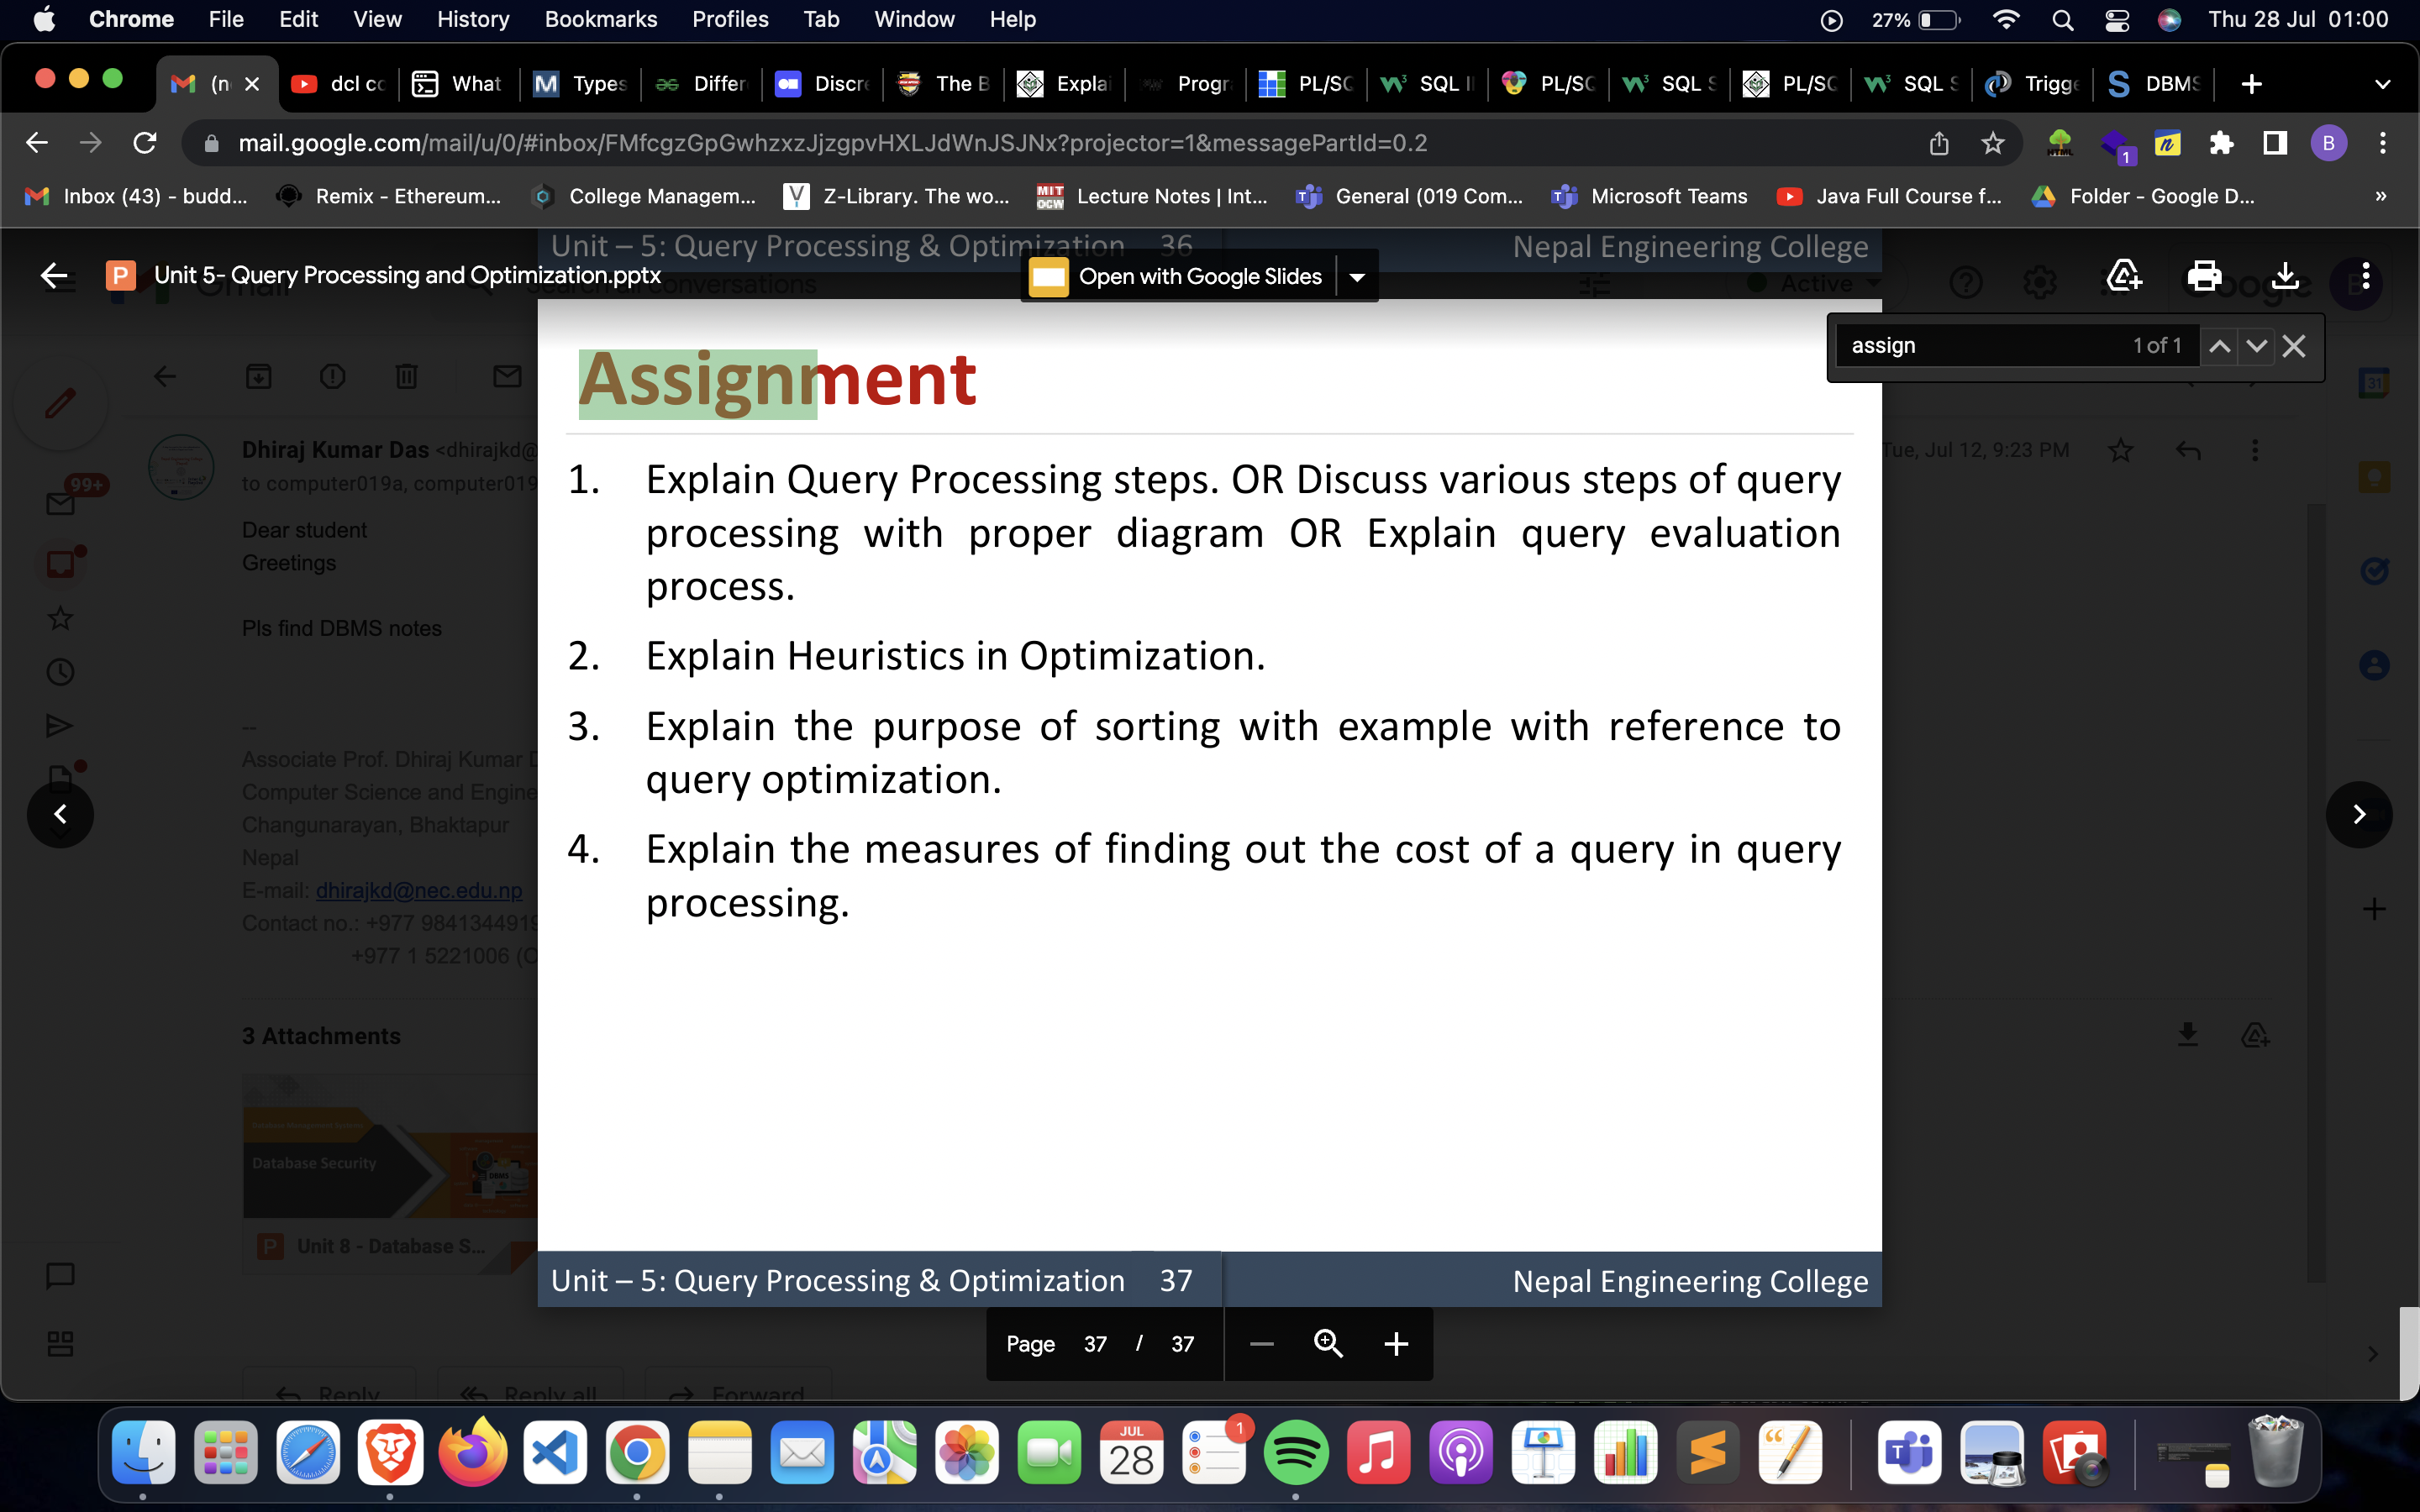 Chrome File Edit View History Bookmarks Profiles Tab Window Help 27% Thu 28 Jul 01:00
(n dcl cc What Types Differ Discre The B Explai Progr PL/SQ SQL PL/SQ SQL S PL/SQ SQL S Trigge DBMS
mail.google.com/mail/u/0/#inbox/FMfcgzGpGwhzxzJjzgpvHXLJdWnJSJNx?projector=1&messagePartId=0.2
Inbox (43) - budd... Remix - Ethereum... College Managem... Z-Library. The wo... Lecture Notes | Int... General (019 Com... Microsoft Teams Java Full Course f... Folder - Google D... »
Unit – 5: Query Processing & Optimization 36 Nepal Engineering College
Unit 5- Query Processing and Optimization.pptx Open with Google Slides
conversations Active
assign 1 of 1
Assignment
1. Explain Query Processing steps. OR Discuss various steps of query
processing with proper diagram OR Explain query evaluation
process.
2. Explain Heuristics in Optimization.
3. Explain the purpose of sorting with example with reference to
query optimization.
4. Explain the measures of finding out the cost of a query in query
processing.
Unit – 5: Query Processing & Optimization 37 Nepal Engineering College
Page 37 / 37
Dhiraj Kumar Das <dhirajkd@ Tue, Jul 12, 9:23 PM
to computer019a, computer019
99+
Dear student
Greetings
Pls find DBMS notes
--
Associate Prof. Dhiraj Kumar D
Computer Science and Engine
Changunarayan, Bhaktapur
Nepal
E-mail: dhirajkd@nec.edu.np
Contact no.: +977 9841344919
+977 1 5221006 (O
3 Attachments
Database Security
DBMS
Unit 8 - Database S...
Reply Reply all Forward
JUL
28
1